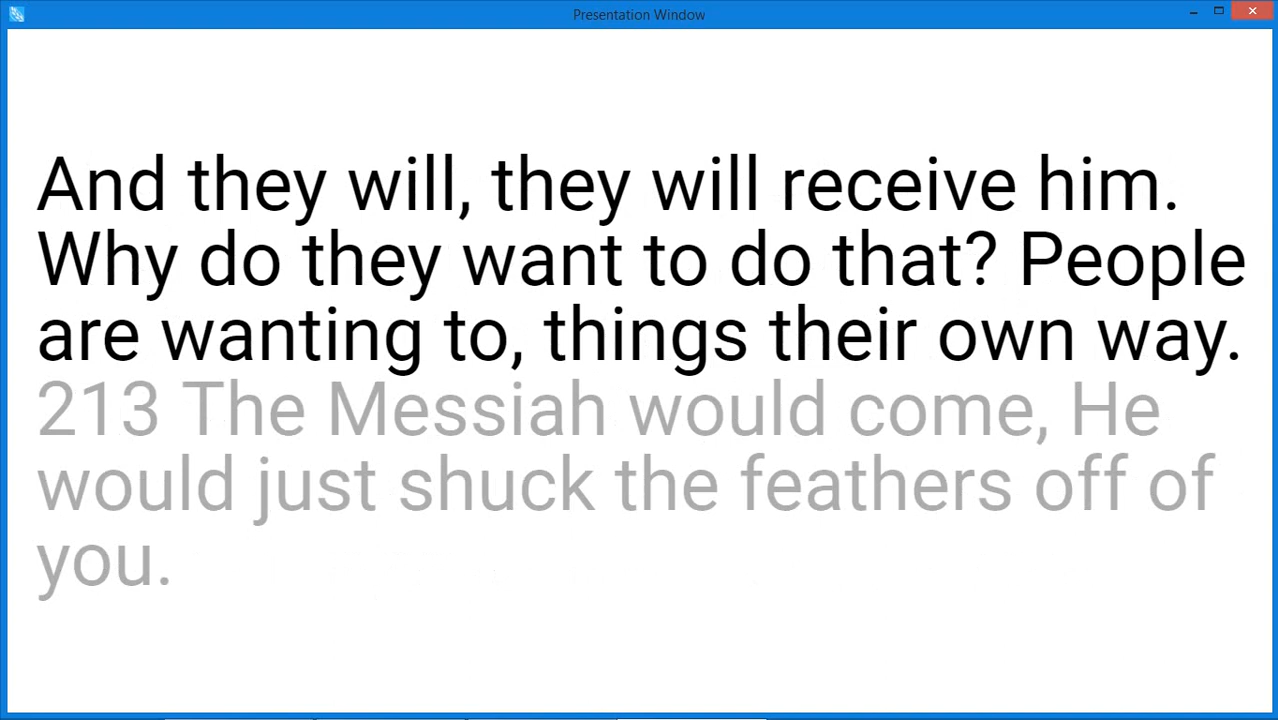 Presentation Window
And they will, they will receive him.
Why do they want to do that? People
are wanting to, things their own way.
213 The Messiah would come, He
would just shuck the feathers off of
you.